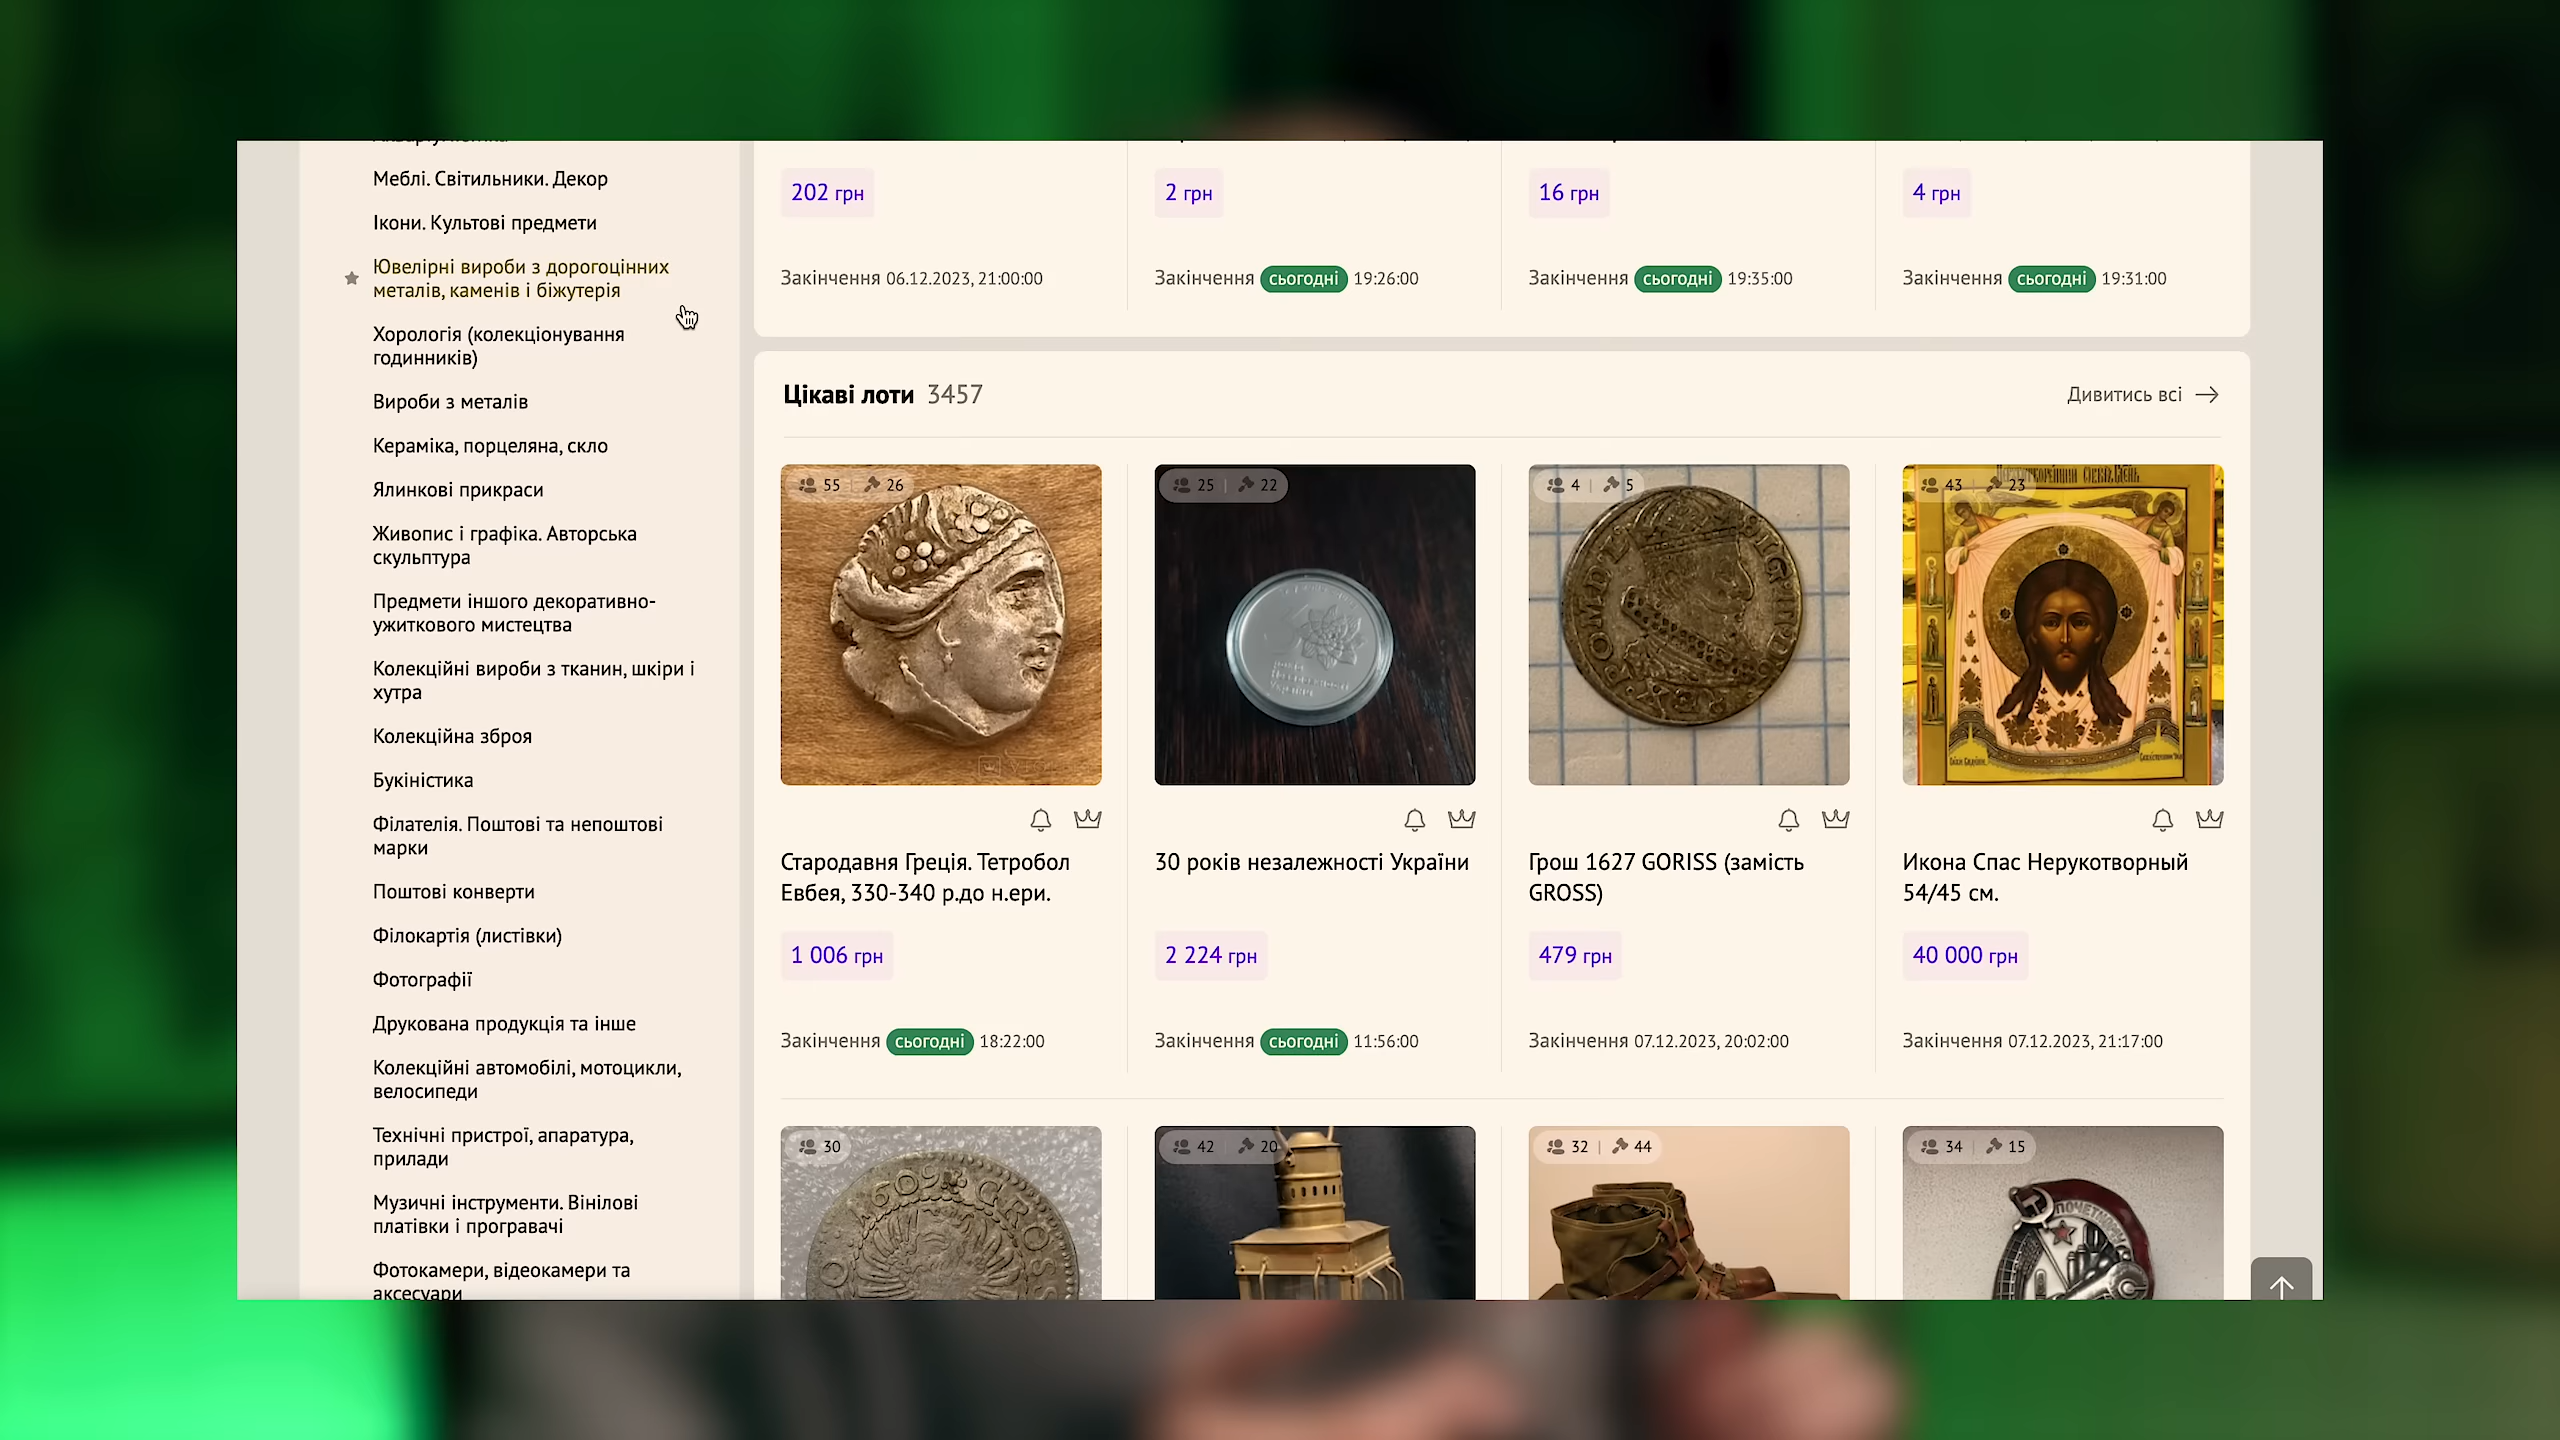 Меблі. Світильники. Декор
Ікони. Культові предмети
Ювелірні вироби з дорогоцінних
металів, каменів і біжутерія
Хорологія (колекціонування
годинників)
Вироби з металів
Кераміка, порцеляна, скло
Ялинкові прикраси
Живопис і графіка. Авторська
скульптура
Предмети іншого декоративно-
ужиткового мистецтва
Колекційні вироби з тканин, шкіри і
хутра
Колекційна зброя
Букіністика
Філателія. Поштові та непоштові
марки
Поштові конверти
Філокартія (листівки)
Фотографії
Друкована продукція та інше
Колекційні автомобілі, мотоцикли,
велосипеди
Технічні пристрої, апаратура,
прилади
Музичні інструменти. Вінілові
платівки і програвачі
Фотокамери, відеокамери та
аксесуари
202 грн
2 грн
16 грн
4 грн
Закінчення 06.12.2023, 21:00:00
Закінчення сьогодні 19:26:00
Закінчення сьогодні 19:35:00
Закінчення сьогодні 19:31:00
Цікаві лоти 3457
Дивитись всі
55 | 26
25 | 22
4 | 5
43 | 23
Стародавня Греція. Тетробол
Евбея, 330-340 р.до н.ери.
30 років незалежності України
Грош 1627 GORISS (замість
GROSS)
Икона Спас Нерукотворный
54/45 см.
1 006 грн
2 224 грн
479 грн
40 000 грн
Закінчення сьогодні 18:22:00
Закінчення сьогодні 11:56:00
Закінчення 07.12.2023, 20:02:00
Закінчення 07.12.2023, 21:17:00
30
42 | 20
32 | 44
34 | 15
1609
GROSS